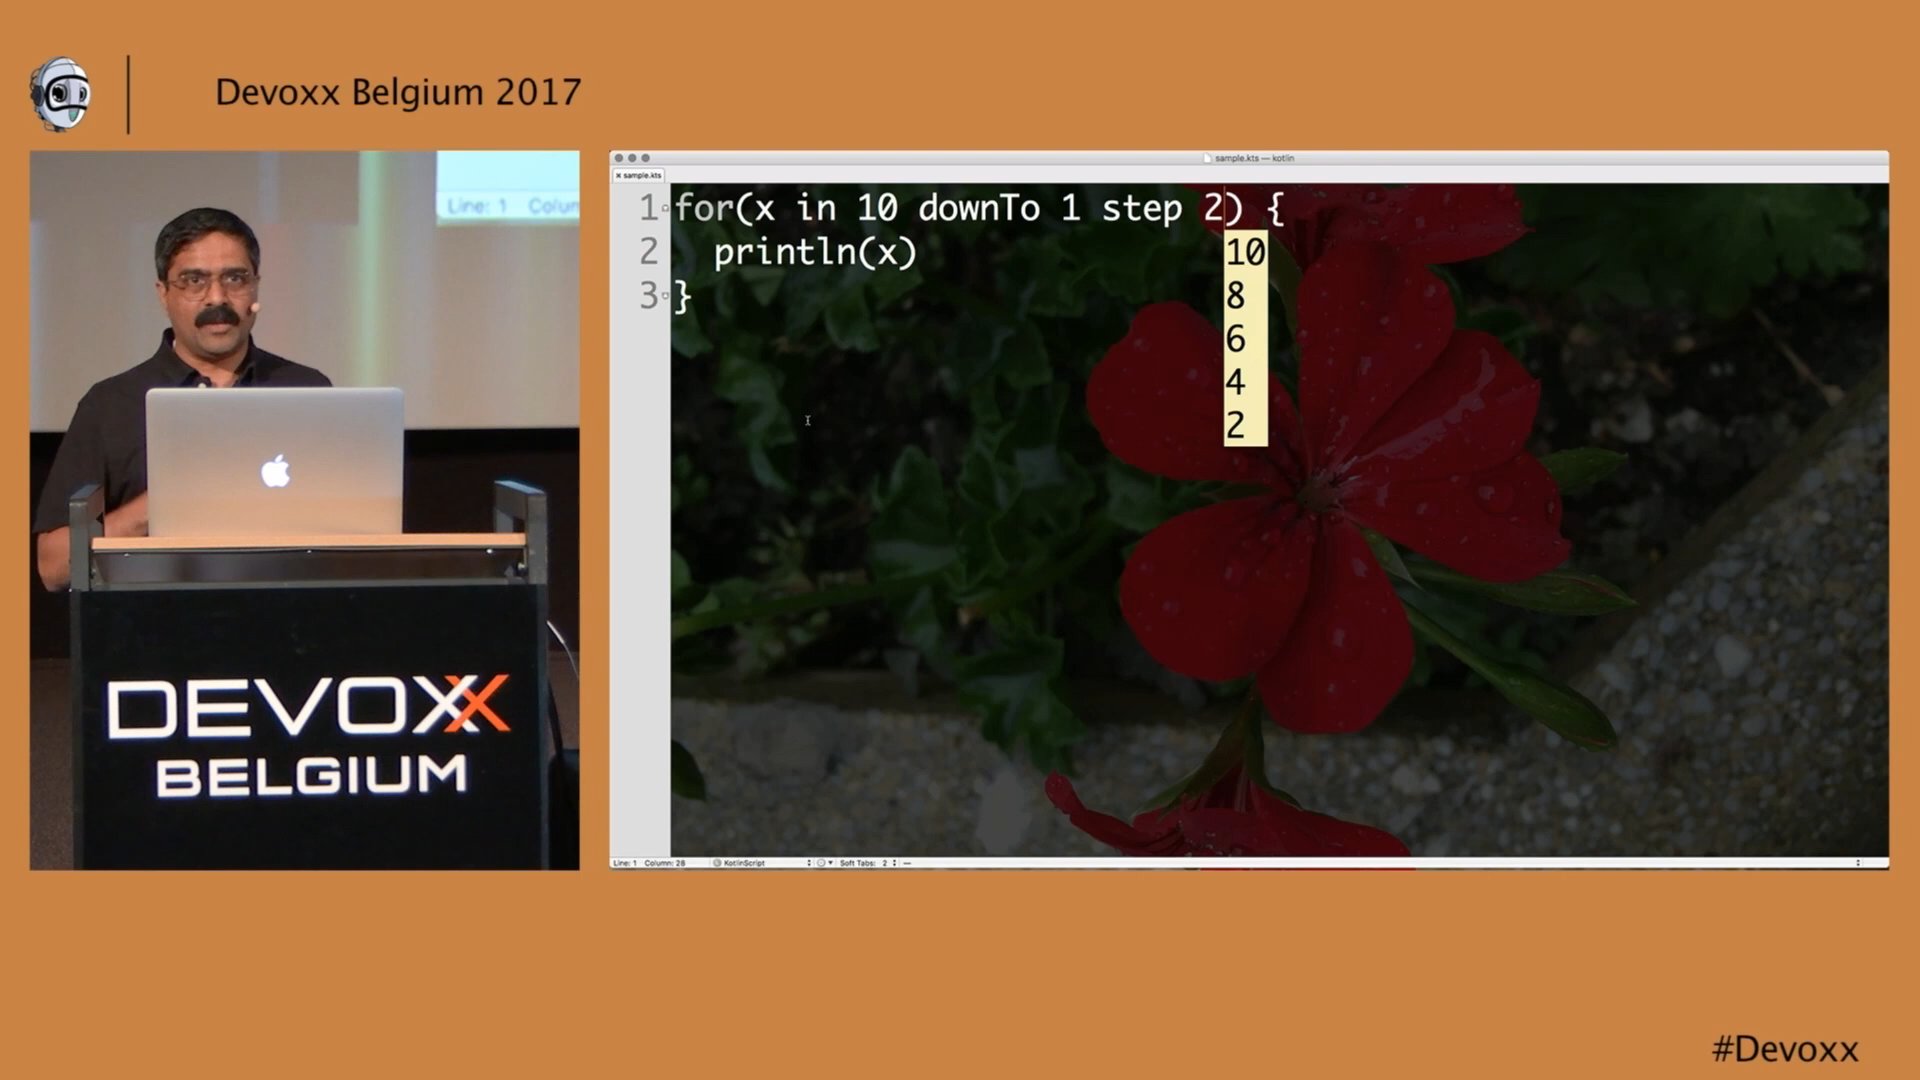 Devoxx Belgium 2017
Line: 1 Colum
DEVOXX
BELGIUM
sample.kts — kotlin
× sample.kts
1 for(x in 10 downTo 1 step 2) {
2   println(x)
3 }
10
8
6
4
2
Line: 1 Column: 28 KotlinScript Soft Tabs: 2
#Devoxx